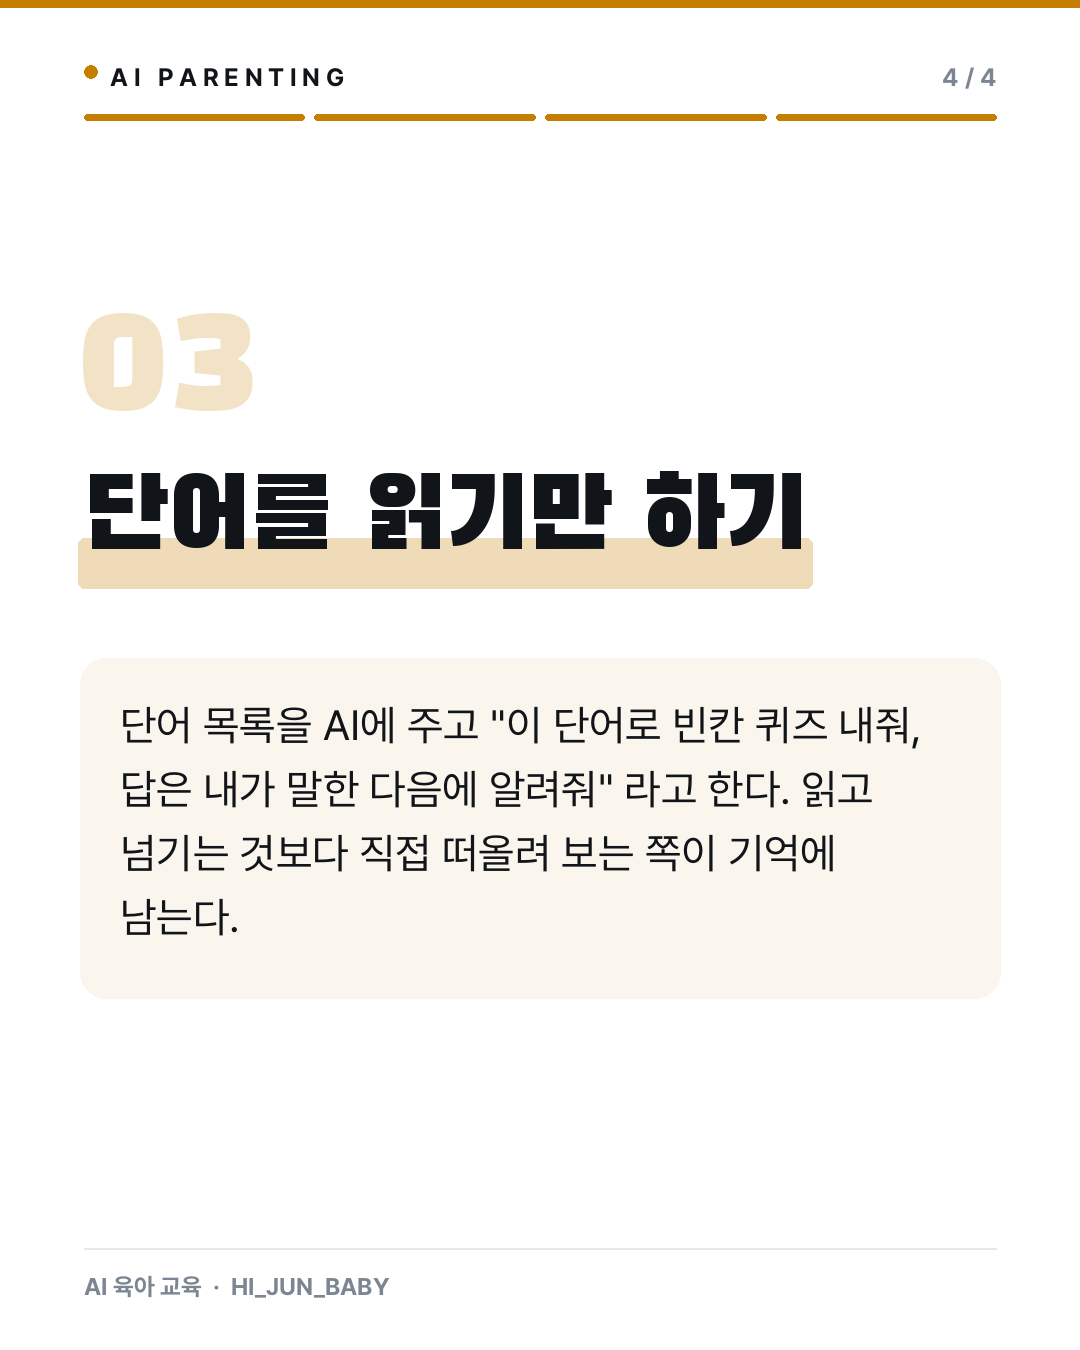 AI PARENTING
4 / 4
03
단어를 읽기만 하기
단어 목록을 AI에 주고 "이 단어로 빈칸 퀴즈 내줘,
답은 내가 말한 다음에 알려줘" 라고 한다. 읽고
넘기는 것보다 직접 떠올려 보는 쪽이 기억에
남는다.
AI 육아 교육 · HI_JUN_BABY